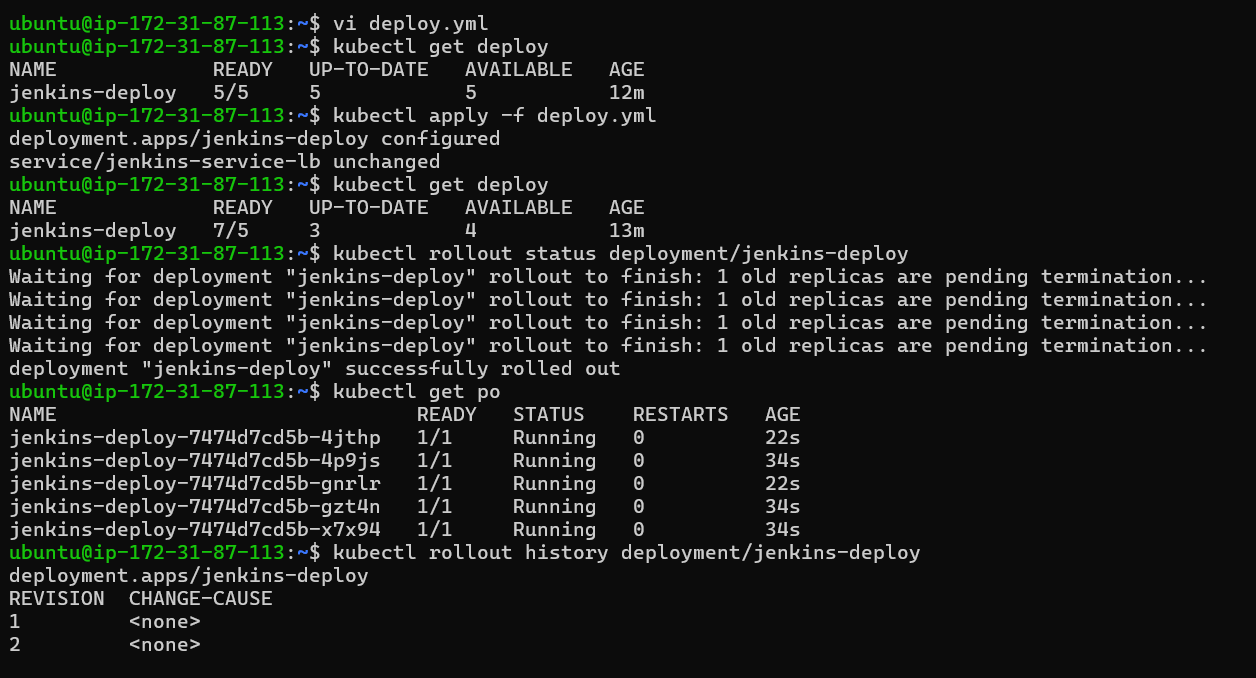 ubuntu@ip-172-31-87-113:~$ vi deploy.yml
ubuntu@ip-172-31-87-113:~$ kubectl get deploy
NAME             READY   UP-TO-DATE   AVAILABLE   AGE
jenkins-deploy   5/5     5            5           12m
ubuntu@ip-172-31-87-113:~$ kubectl apply -f deploy.yml
deployment.apps/jenkins-deploy configured
service/jenkins-service-lb unchanged
ubuntu@ip-172-31-87-113:~$ kubectl get deploy
NAME             READY   UP-TO-DATE   AVAILABLE   AGE
jenkins-deploy   7/5     3            4           13m
ubuntu@ip-172-31-87-113:~$ kubectl rollout status deployment/jenkins-deploy
Waiting for deployment "jenkins-deploy" rollout to finish: 1 old replicas are pending termination...
Waiting for deployment "jenkins-deploy" rollout to finish: 1 old replicas are pending termination...
Waiting for deployment "jenkins-deploy" rollout to finish: 1 old replicas are pending termination...
Waiting for deployment "jenkins-deploy" rollout to finish: 1 old replicas are pending termination...
deployment "jenkins-deploy" successfully rolled out
ubuntu@ip-172-31-87-113:~$ kubectl get po
NAME                              READY   STATUS    RESTARTS   AGE
jenkins-deploy-7474d7cd5b-4jthp   1/1     Running   0          22s
jenkins-deploy-7474d7cd5b-4p9js   1/1     Running   0          34s
jenkins-deploy-7474d7cd5b-gnrlr   1/1     Running   0          22s
jenkins-deploy-7474d7cd5b-gzt4n   1/1     Running   0          34s
jenkins-deploy-7474d7cd5b-x7x94   1/1     Running   0          34s
ubuntu@ip-172-31-87-113:~$ kubectl rollout history deployment/jenkins-deploy
deployment.apps/jenkins-deploy
REVISION  CHANGE-CAUSE
1         <none>
2         <none>